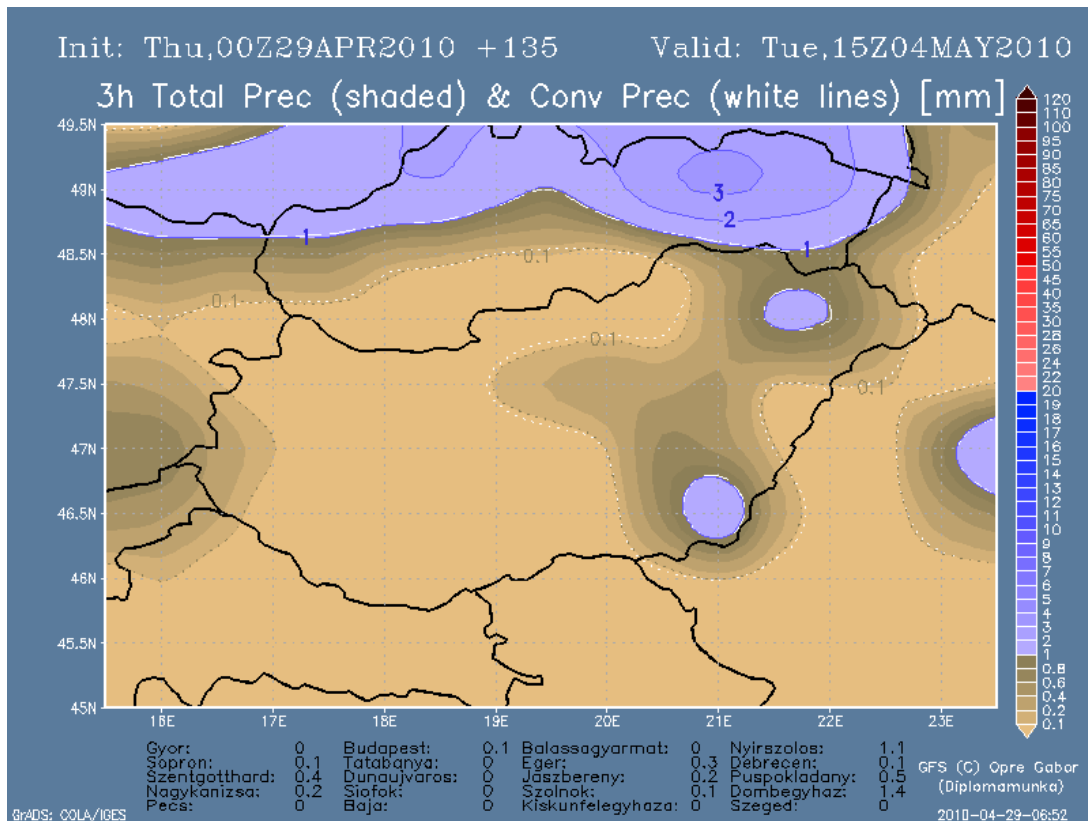 Init: Thu,00Z29APR2010 +135 Valid: Tue,15Z04MAY2010
3h Total Prec (shaded) & Conv Prec (white lines) [mm]
120
110
100
95
90
85
80
75
70
65
60
55
50
45
40
35
30
28
26
24
22
20
19
18
17
16
15
14
13
12
11
10
9
8
7
6
5
4
3
2
1
0.8
0.6
0.4
0.2
0.1
49.5N
49N
48.5N
48N
47.5N
47N
46.5N
46N
45.5N
45N
3
2
1
1
0.1
0.1
0.1
0.1
16E 17E 18E 19E 20E 21E 22E 23E
Gyor: 0 Budapest: 0.1 Balassagyarmat: 0 Nyirszolos: 1.1
Sopron: 0.1 Tatabanya: 0 Eger: 0.3 Debrecen: 0.1
Szentgotthard: 0.4 Dunaujvaros: 0 Jaszbereny: 0.2 Puspokladany: 0.5
Nagykanizsa: 0.2 Siofok: 0 Szolnok: 0.1 Dombegyhaz: 1.4
Pecs: 0 Baja: 0 Kiskunfelegyhaza: 0 Szeged: 0
GFS (C) Opre Gabor
(Diplomamunka)
GrADS: COLA/IGES 2010-04-29-06:52